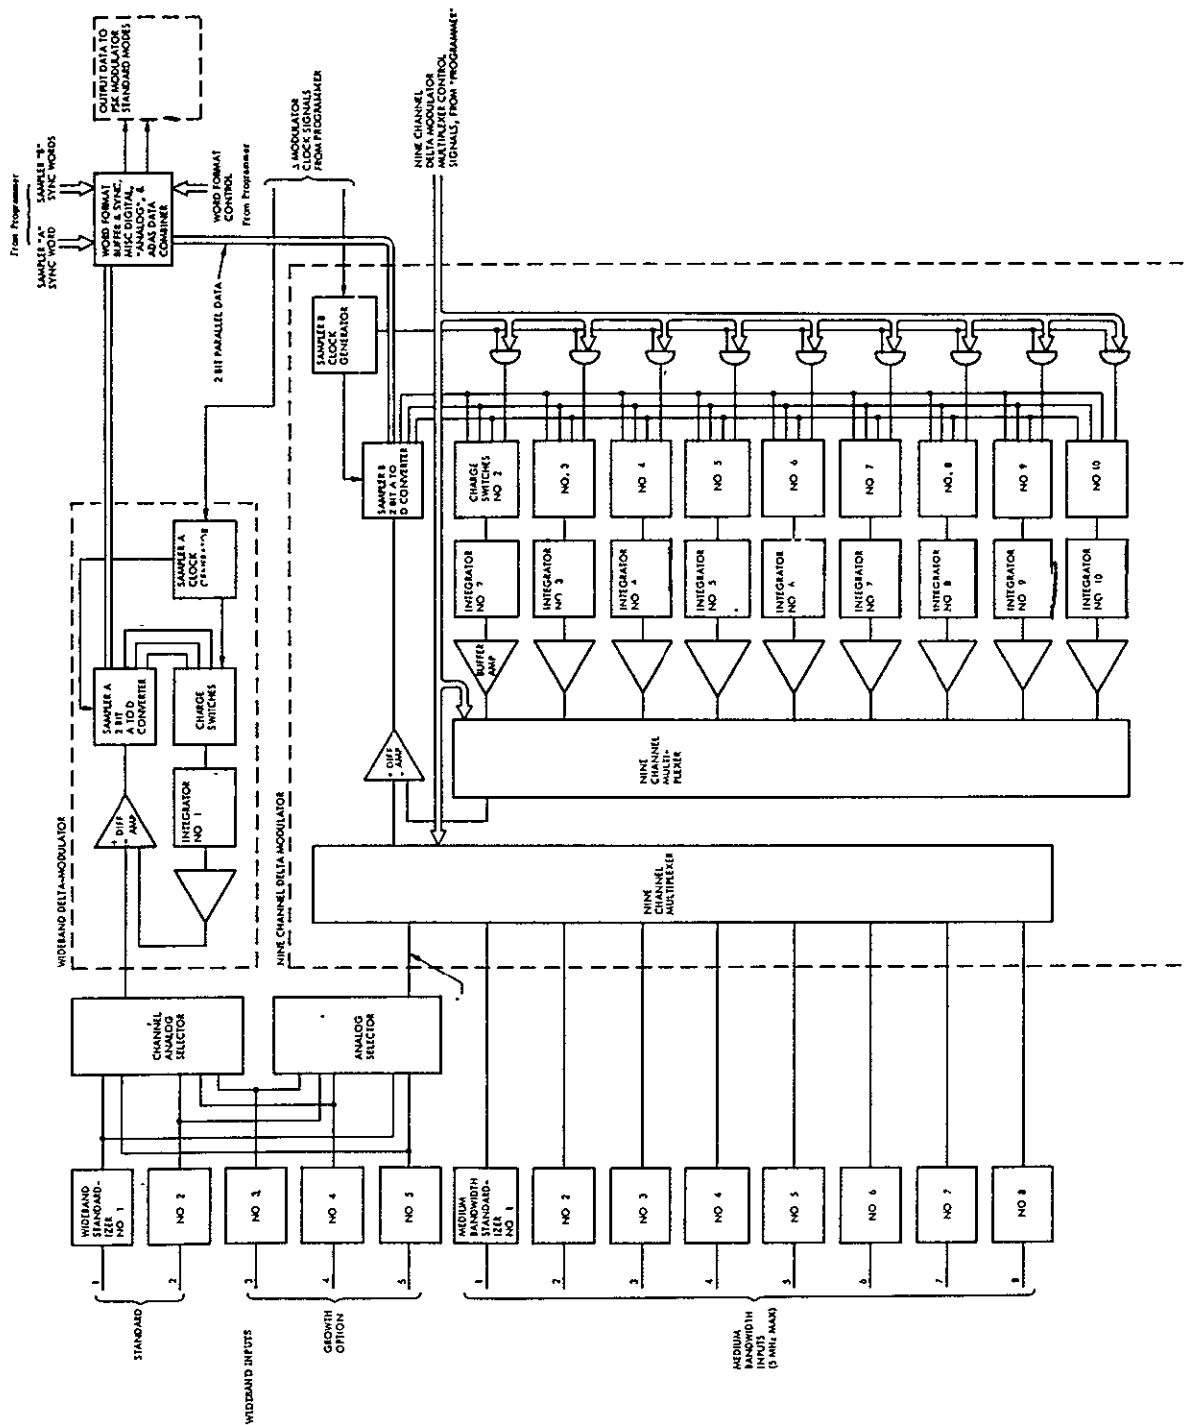 From Programmer
SAMPLER "A"
SYNC WORD
SAMPLER "B"
SYNC WORDS
WORD FORMAT
BUFFER & SYNC,
MISC DIGITAL,
"ANALOG", &
ADAS DATA
COMBINER
OUTPUT DATA TO
PSK MODULATOR
STANDARD MODES
WORD FORMAT
CONTROL
From Programmer
2 BIT PARALLEL DATA
Δ MODULATOR
CLOCK SIGNALS
FROM PROGRAMMER
NINE CHANNEL
DELTA MODULATOR
MULTIPLEXER CONTROL
SIGNALS, FROM "PROGRAMMER"
WIDEBAND DELTA-MODULATOR
SAMPLER A
CLOCK
SAMPLER A
2 BIT
A TO D
CONVERTER
CHARGE
SWITCHES
+ DIFF
- AMP
INTEGRATOR
NO 1
NINE CHANNEL DELTA MODULATOR
SAMPLER B
CLOCK
GENERATOR
SAMPLER B
2 BIT A TO
D CONVERTER
+ DIFF
AMP
-
CHARGE
SWITCHES
NO 2
NO. 3
NO 4
NO 5
NO 6
NO 7
NO. 8
NO 9
NO 10
INTEGRATOR
NO 2
INTEGRATOR
NO 3
INTEGRATOR
NO 4
INTEGRATOR
NO 5
INTEGRATOR
NO 6
INTEGRATOR
NO 7
INTEGRATOR
NO 8
INTEGRATOR
NO 9
INTEGRATOR
NO 10
BUFFER
AMP
NINE
CHANNEL
MULTI-
PLEXER
NINE
CHANNEL
MULTIPLEXER
CHANNEL
ANALOG
SELECTOR
ANALOG
SELECTOR
WIDEBAND
STANDARD-
IZER
NO 1
NO 2
NO 3
NO 4
NO 5
MEDIUM
BANDWIDTH
STANDARD-
IZER
NO 1
NO 2
NO 3
NO 4
NO 5
NO 6
NO 7
NO 8
1
2
3
4
5
1
2
3
4
5
6
7
8
STANDARD
WIDEBAND INPUTS
GROWTH
OPTION
MEDIUM
BANDWIDTH
INPUTS
(5 MHz MAX)